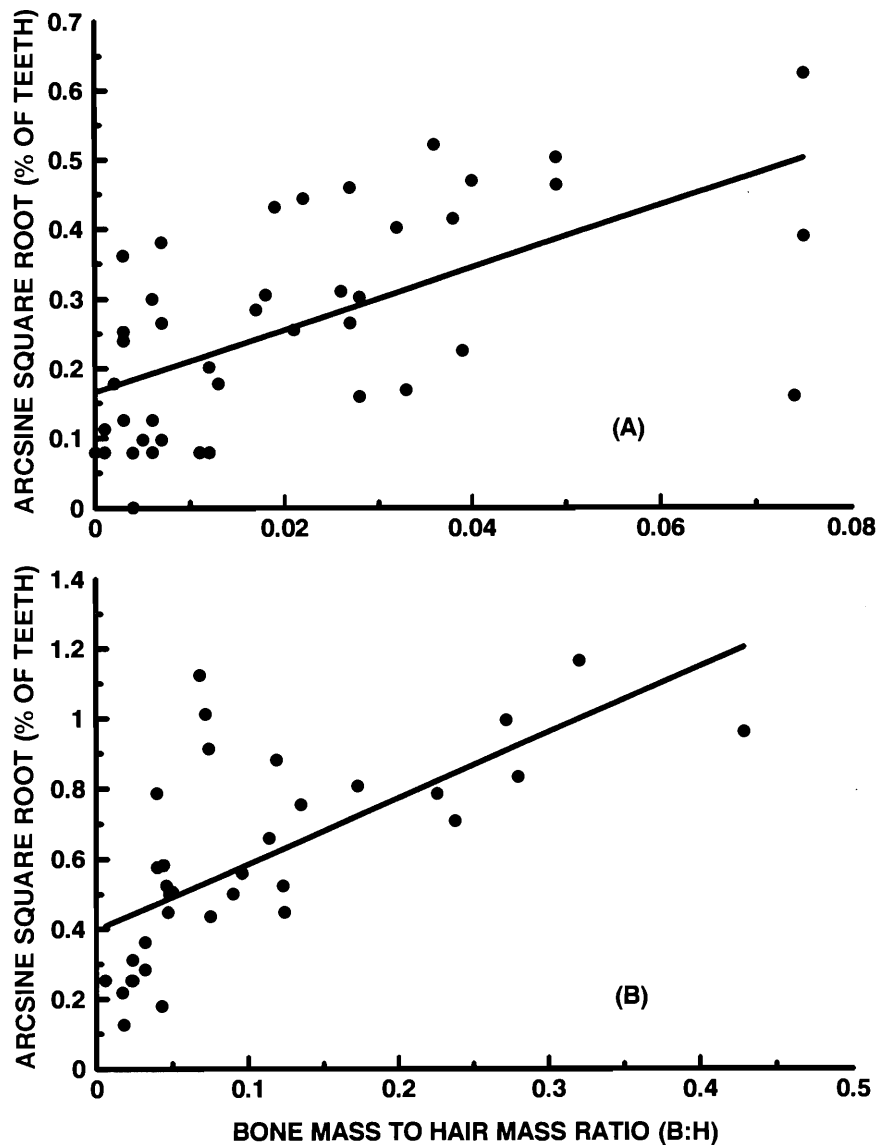 ARCSINE SQUARE ROOT (% OF TEETH)
0.7
0.6
0.5
0.4
0.3
0.2
0.1
0
(A)
0 0.02 0.04 0.06 0.08
ARCSINE SQUARE ROOT (% OF TEETH)
1.4
1.2
1
0.8
0.6
0.4
0.2
0
(B)
0 0.1 0.2 0.3 0.4 0.5
BONE MASS TO HAIR MASS RATIO (B:H)